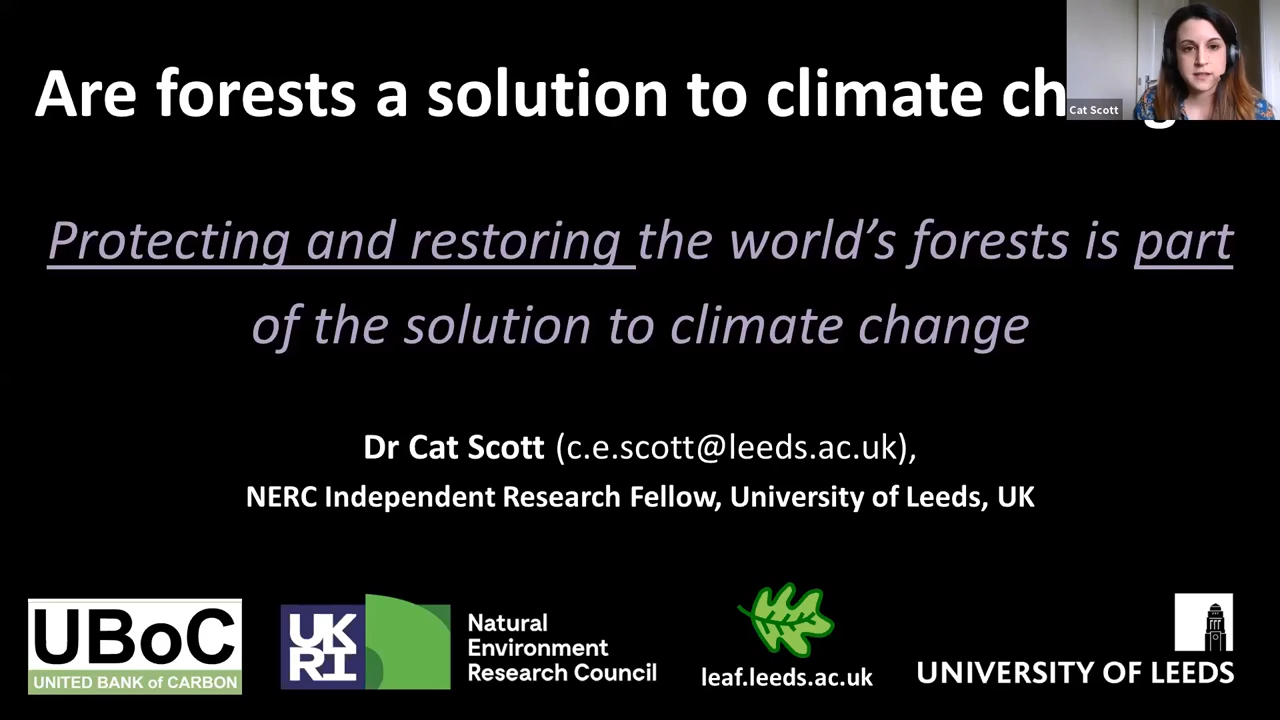 Are forests a solution to climate
Cat Scott
Protecting and restoring the world's forests is part
of the solution to climate change
Dr Cat Scott (c.e.scott@leeds.ac.uk),
NERC Independent Research Fellow, University of Leeds, UK
UBoC
UNITED BANK of CARBON
UK
RI
Natural
Environment
Research Council
leaf.leeds.ac.uk
UNIVERSITY OF LEEDS